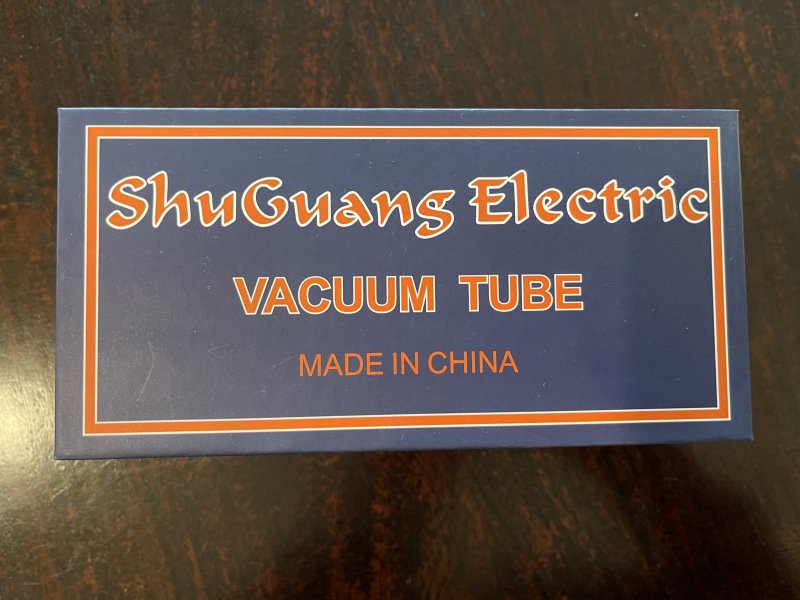 ShuGuang Electric
VACUUM TUBE
MADE IN CHINA